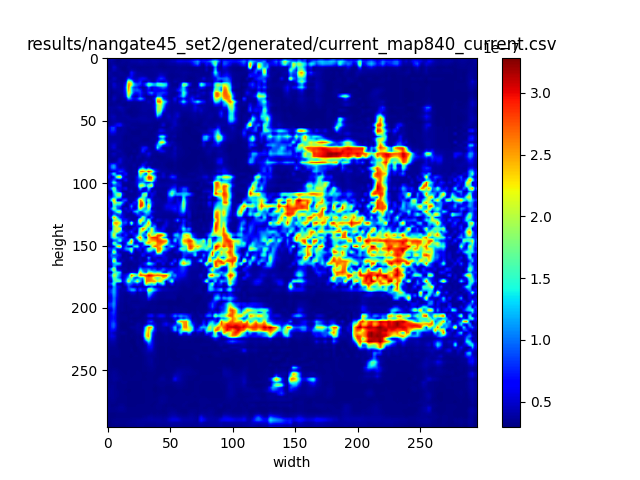 results/nangate45_set2/generated/current_map840_current.csv
1e−7
0
50
100
150
200
250
height
0 50 100 150 200 250
width
3.0
2.5
2.0
1.5
1.0
0.5